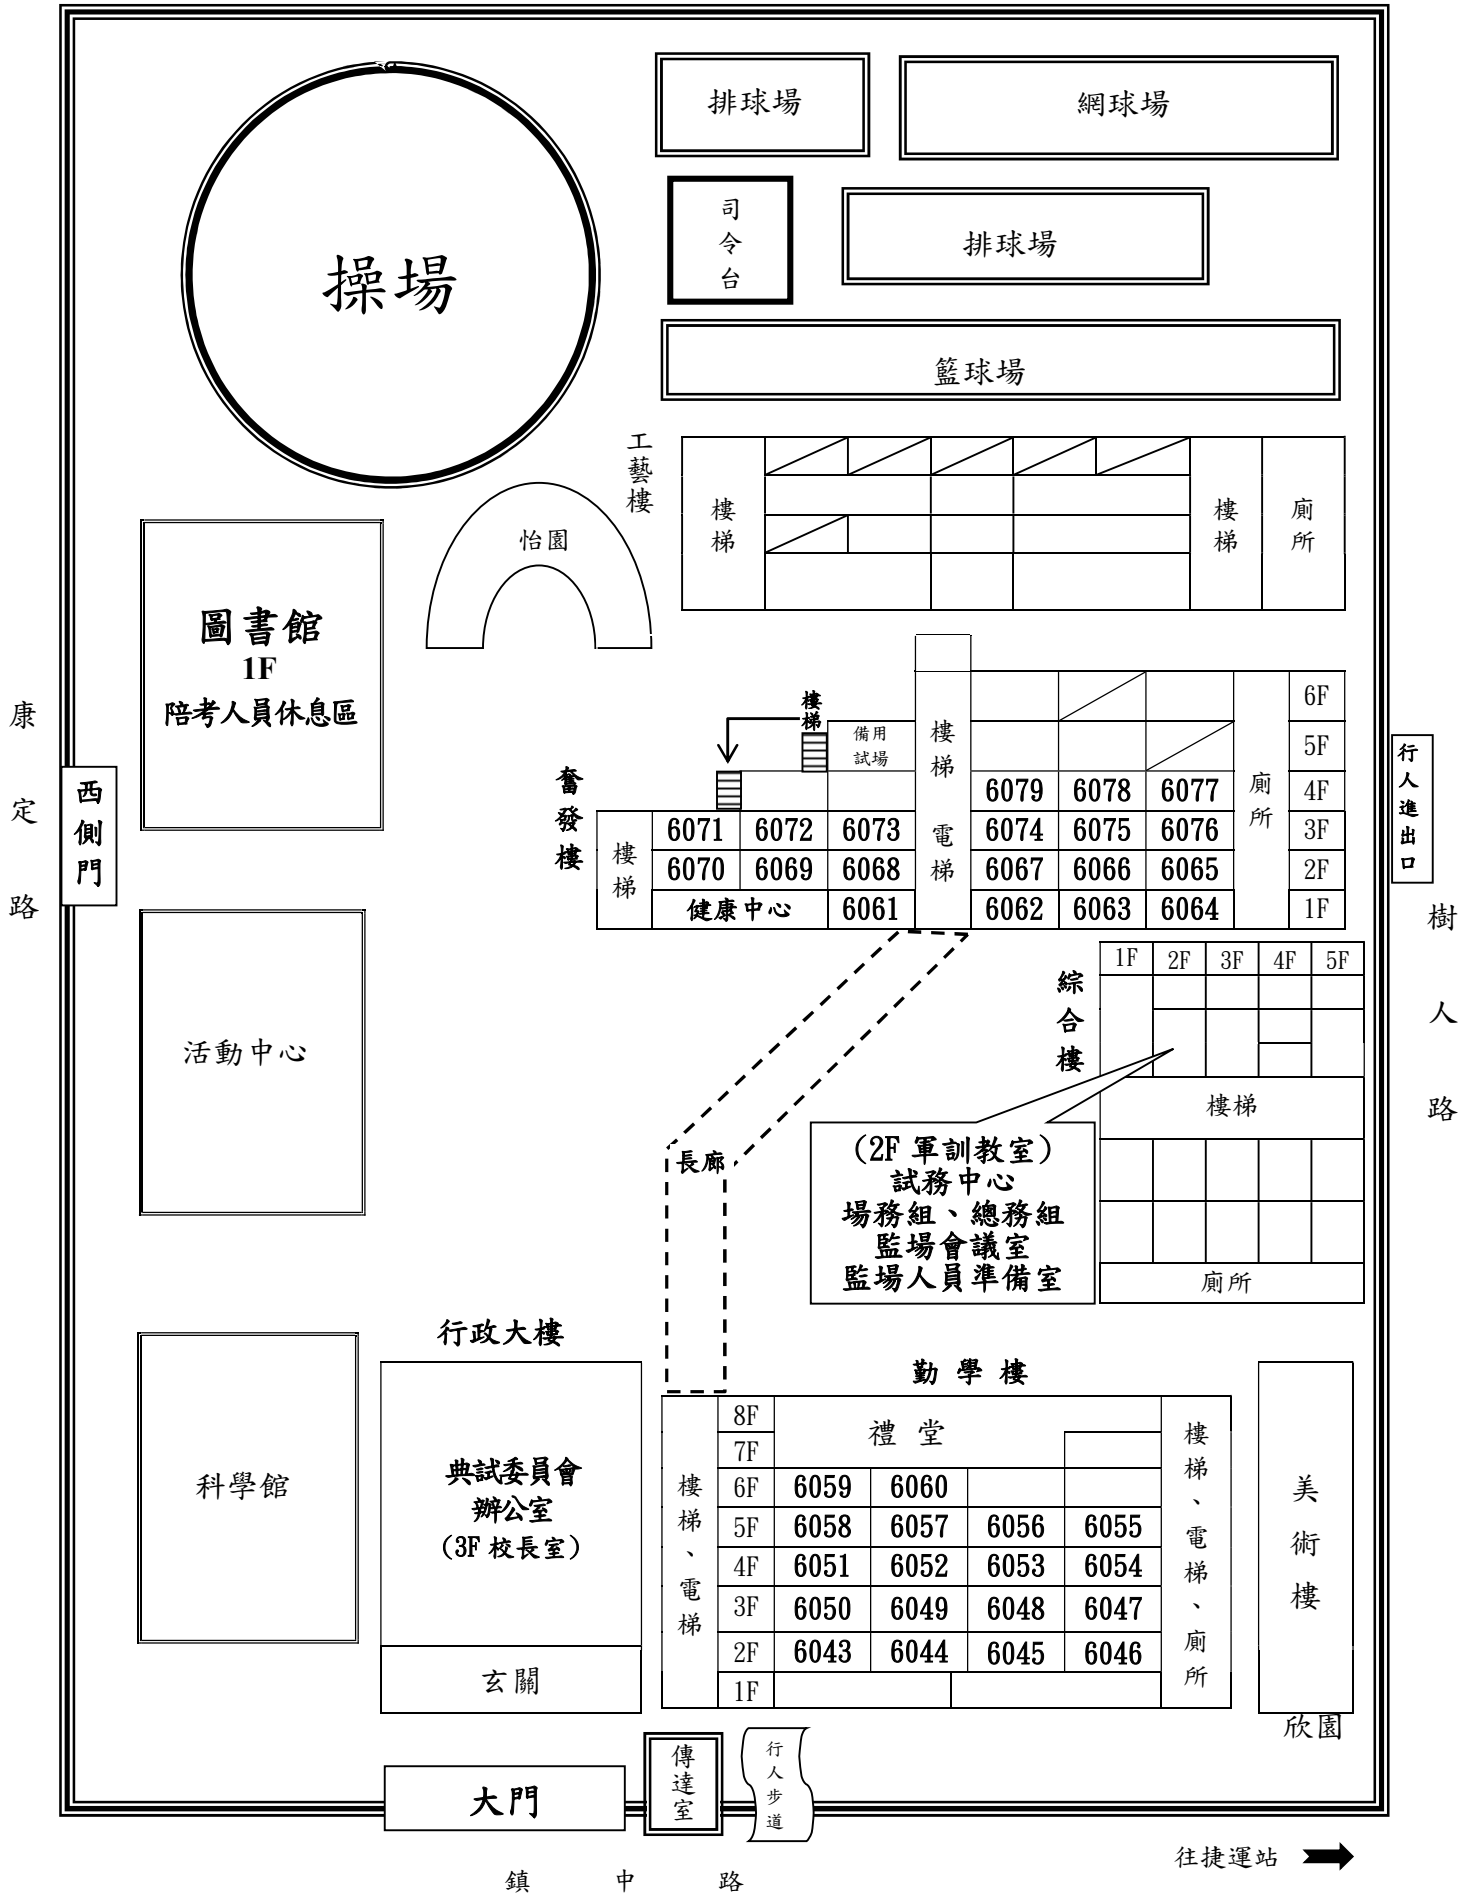 排球場
網球場
司令台
排球場
操場
籃球場
工藝樓
樓梯
樓梯
廁所
怡園
圖書館
1F
陪考人員休息區
康定路
西側門
奮發樓
樓梯
備用
試場
樓梯
電梯
廁所
6F
5F
6079 6078 6077 4F
6071 6072 6073 6074 6075 6076 3F
樓梯
6070 6069 6068 6067 6066 6065 2F
健康中心 6061 6062 6063 6064 1F
行人進出口
樹人路
綜合樓
1F 2F 3F 4F 5F
樓梯
廁所
活動中心
長廊
(2F 軍訓教室)
試務中心
場務組、總務組
監場會議室
監場人員準備室
行政大樓
典試委員會
辦公室
(3F 校長室)
玄關
科學館
勤學樓
樓梯、電梯
8F
禮堂
7F
6F 6059 6060
5F 6058 6057 6056 6055
4F 6051 6052 6053 6054
3F 6050 6049 6048 6047
2F 6043 6044 6045 6046
1F
樓梯、電梯、廁所
美術樓
欣園
大門
傳達室
行人步道
往捷運站
鎮中路